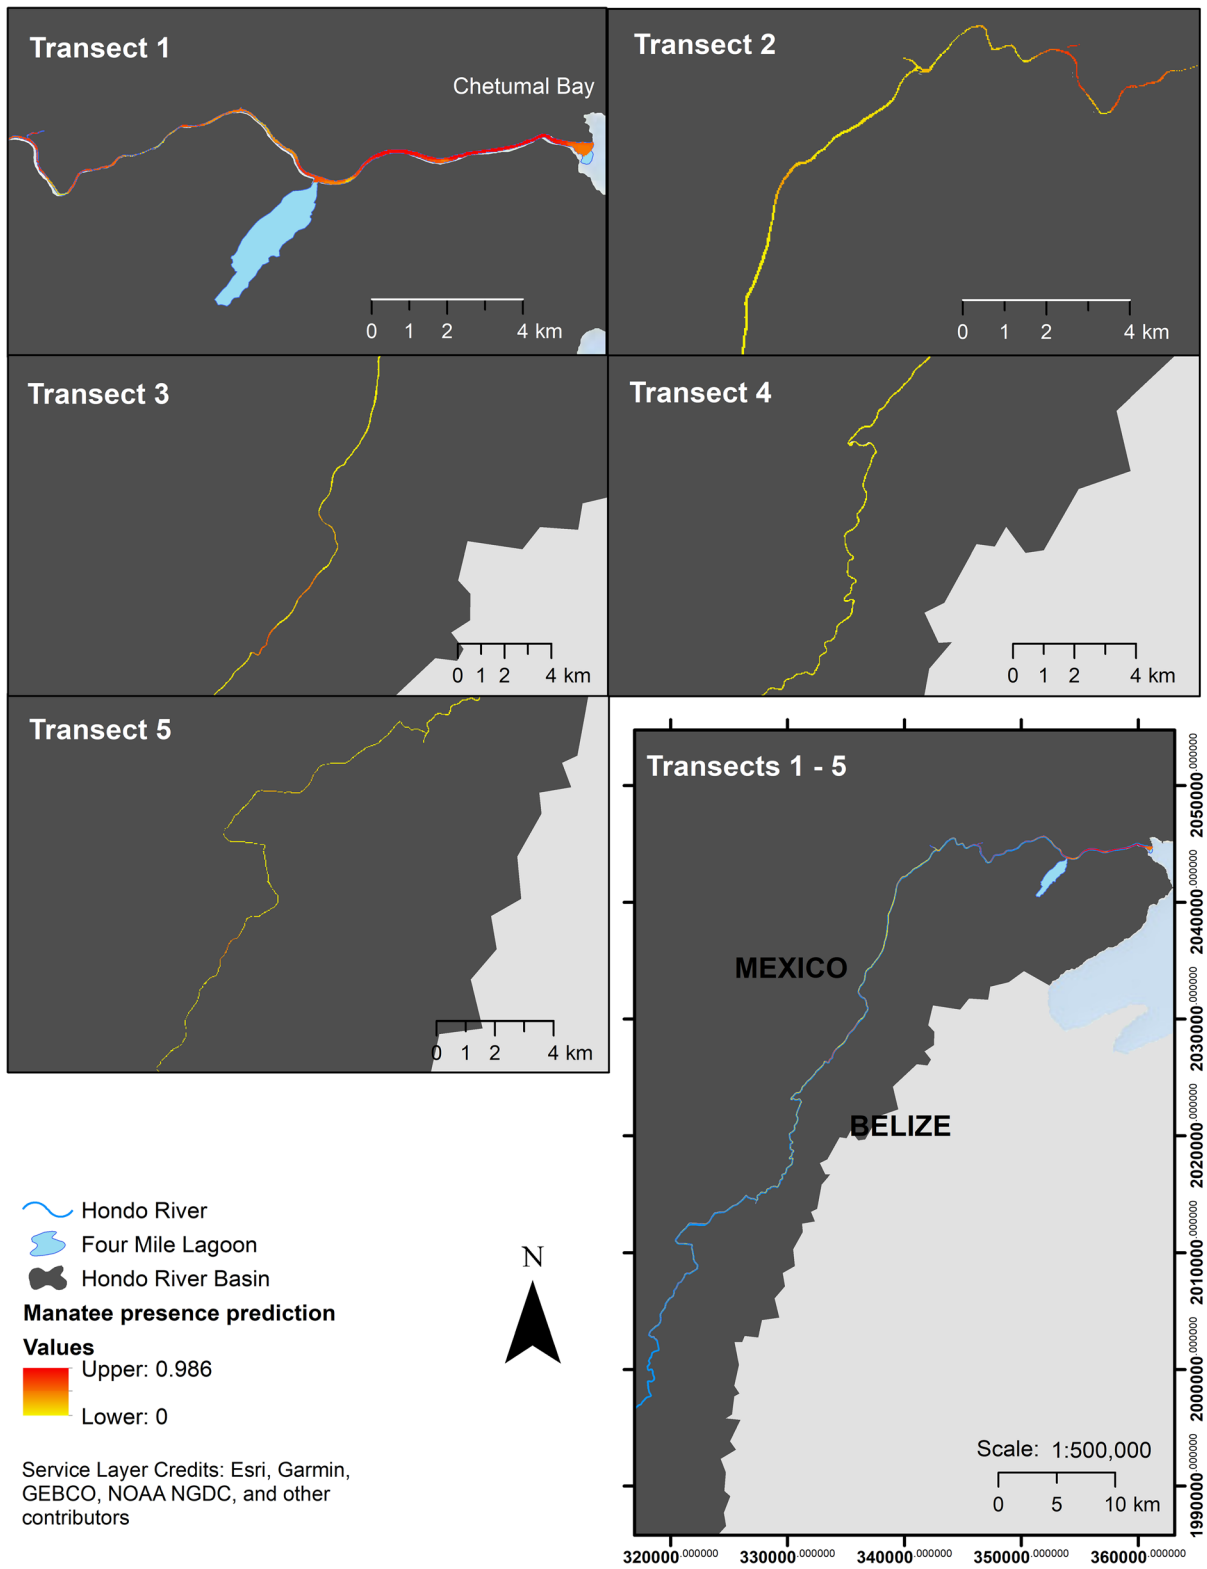 Transect 1
Chetumal Bay
0 1 2 4 km
Transect 2
0 1 2 4 km
Transect 3
0 1 2 4 km
Transect 4
0 1 2 4 km
Transect 5
0 1 2 4 km
Transects 1 - 5
MEXICO
BELIZE
Scale: 1:500,000
0 5 10 km
2050000.000000
2040000.000000
2030000.000000
2020000.000000
2010000.000000
2000000.000000
1990000.000000
320000.000000 330000.000000 340000.000000 350000.000000 360000.000000
Hondo River
Four Mile Lagoon
Hondo River Basin
Manatee presence prediction
Values
Upper: 0.986
Lower: 0
N
Service Layer Credits: Esri, Garmin,
GEBCO, NOAA NGDC, and other
contributors